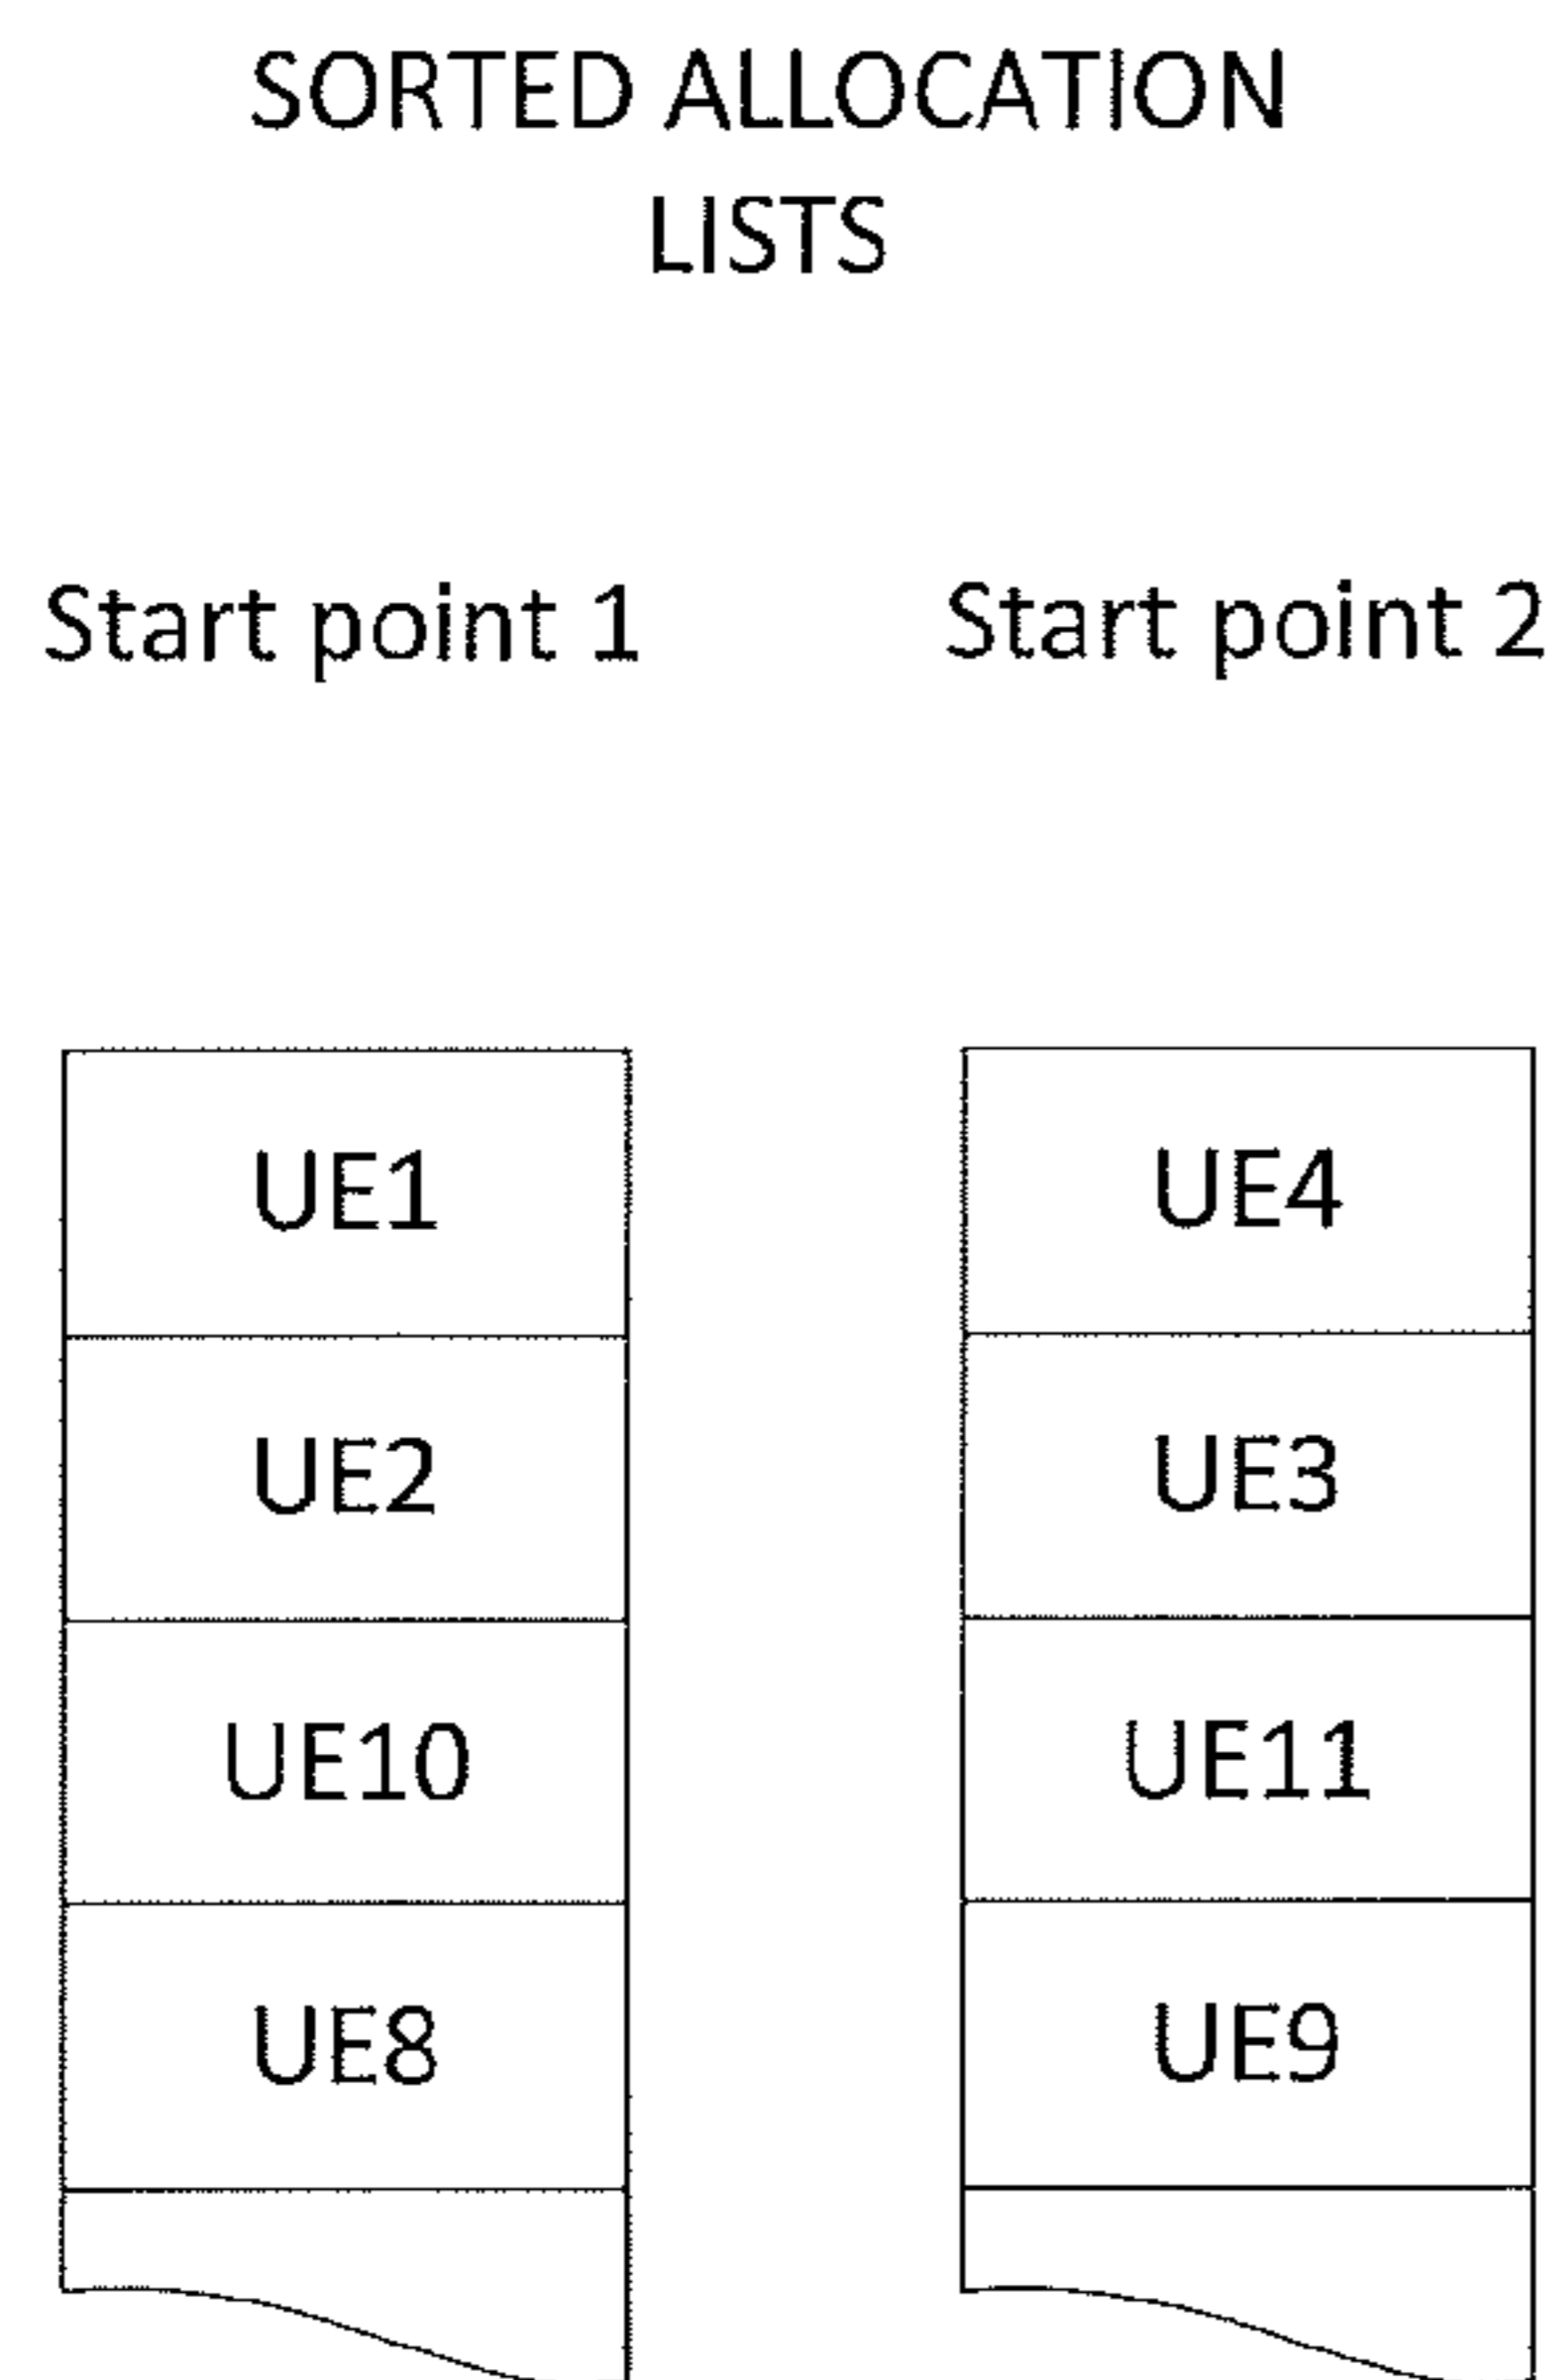 SORTED ALLOCATION
LISTS
Start point 1
Start point 2
UE1
UE2
UE10
UE8
UE4
UE3
UE11
UE9